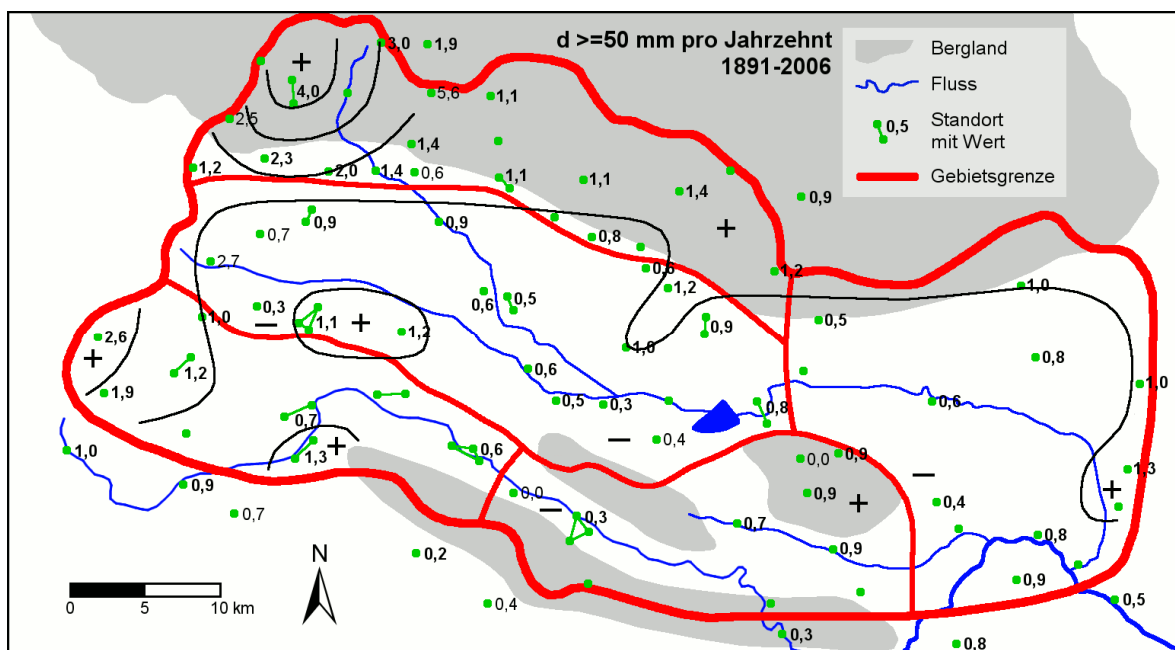 d >=50 mm pro Jahrzehnt
1891-2006
Bergland
Fluss
0,5 Standort
mit Wert
Gebietsgrenze
3,0 1,9
+
4,0 5,6 1,1
2,5
1,4
2,3
1,2 2,0 1,4 0,6 1,1 1,1 1,4 0,9
0,9 0,9
0,7 0,8 +
2,7 0,6 1,2
1,2 1,0
0,3 0,6 0,5
1,0 − 1,1 + 1,2 0,9 0,5
2,6 1,0
+ 0,8
1,2 0,6
1,9 1,0
0,7 0,5 0,3 0,8 0,6
− 0,4
1,0 + 0,6 0,9
1,3 0,0 1,3
0,9 − +
0,0 0,9 +
0,7 − 0,3 0,4
0,7
0,8
0,2 0,9
N 0,9
0,4 0,5
0 5 10 km
0,3 0,8